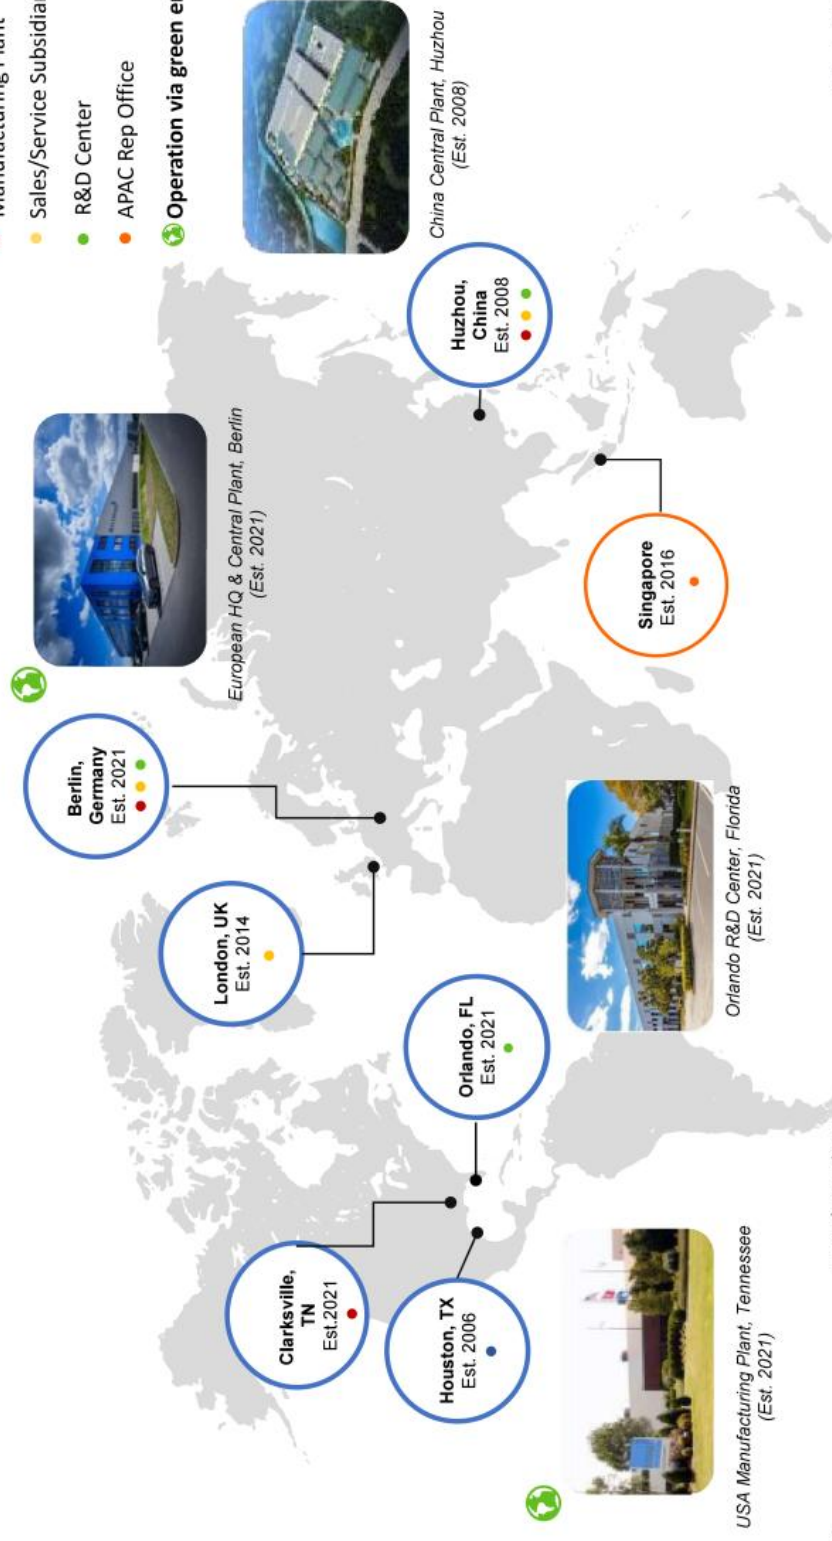 Sales/Service Subsidiar
R&D Center
APAC Rep Office
Operation via green en
Berlin,
Germany
Est. 2021
European HQ & Central Plant, Berlin
(Est. 2021)
London, UK
Est. 2014
Clarksville,
TN
Est.2021
Houston, TX
Est. 2006
Orlando, FL
Est. 2021
Huzhou,
China
Est. 2008
China Central Plant, Huzhou
(Est. 2008)
Singapore
Est. 2016
USA Manufacturing Plant, Tennessee
(Est. 2021)
Orlando R&D Center, Florida
(Est. 2021)